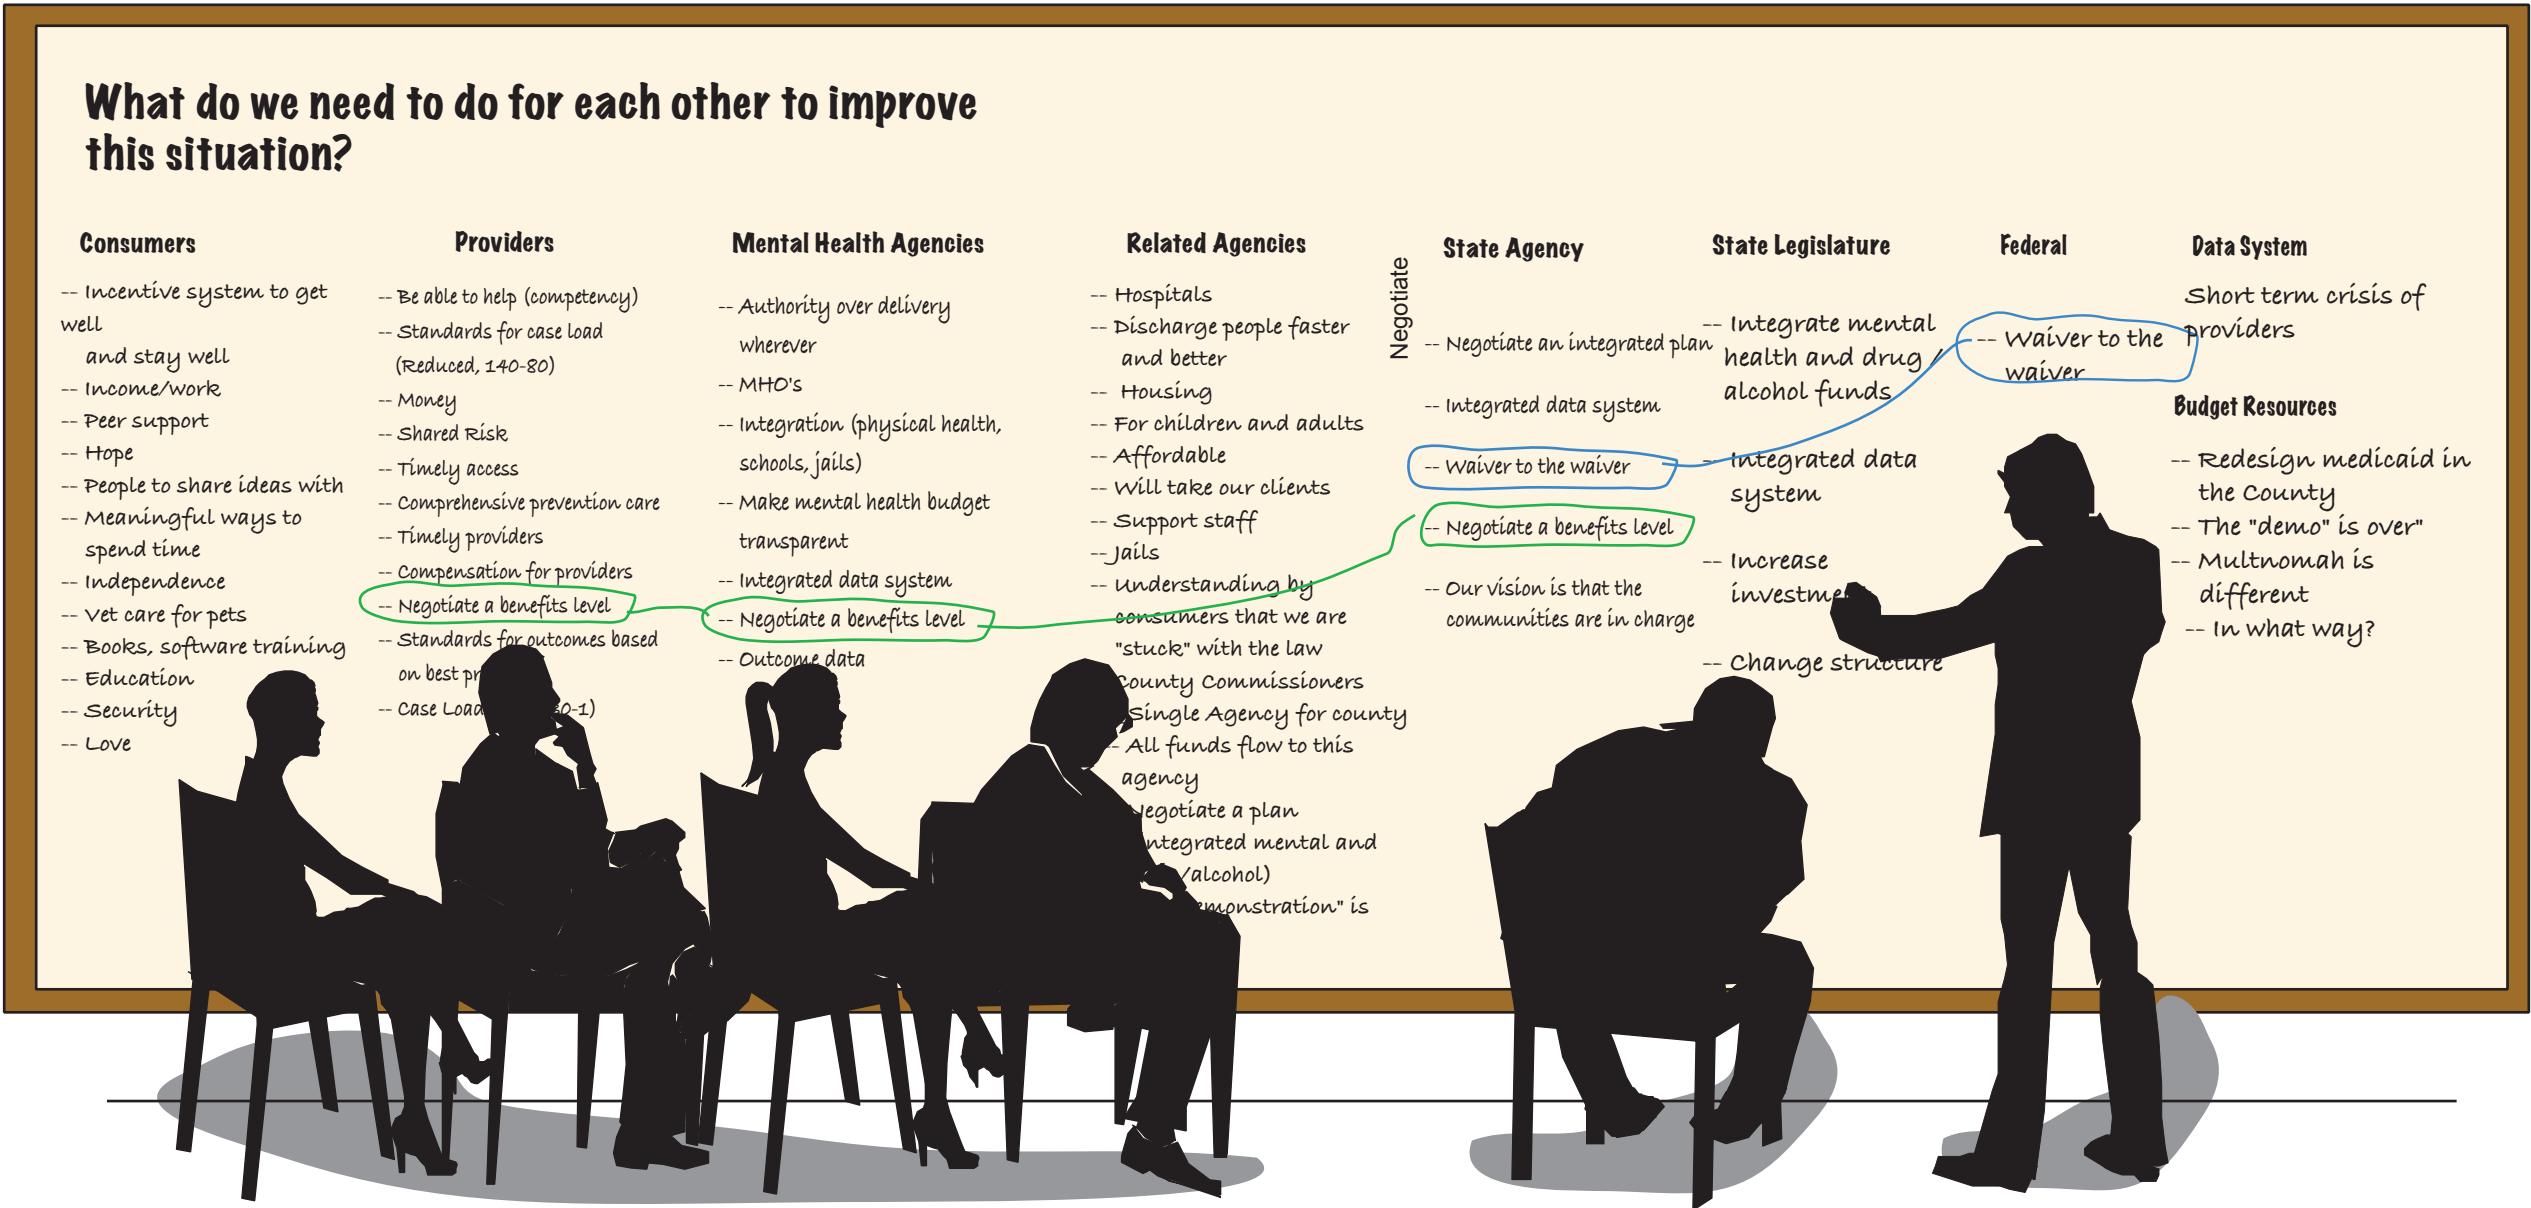 What do we need to do for each other to improve
this situation?
Consumers
-- Incentive system to get
well
and stay well
-- Income/work
-- Peer support
-- Hope
-- People to share ideas with
-- Meaningful ways to
spend time
-- Independence
-- Vet care for pets
-- Books, software training
-- Education
-- Security
-- Love
Providers
-- Be able to help (competency)
-- Standards for case load
(Reduced, 140-80)
-- Money
-- Shared Risk
-- Timely access
-- Comprehensive prevention care
-- Timely providers
-- Compensation for providers
-- Negotiate a benefits level
-- Standards for outcomes based
on best
-- Case Load
Mental Health Agencies
-- Authority over delivery
wherever
-- MHO's
-- Integration (physical health,
schools, jails)
-- Make mental health budget
transparent
-- Integrated data system
-- Negotiate a benefits level
-- Outcome data
Related Agencies
-- Hospitals
-- Discharge people faster
and better
-- Housing
-- For children and adults
-- Affordable
-- Will take our clients
-- Support staff
-- Jails
-- Understanding by
consumers that we are
"stuck" with the law
County Commissioners
Single Agency for county
-- All funds flow to this
agency
Negotiate a plan
integrated mental and
/alcohol)
is
Negotiate
State Agency
-- Negotiate an integrated plan
-- Integrated data system
-- Waiver to the waiver
-- Negotiate a benefits level
-- Our vision is that the
communities are in charge
State Legislature
-- Integrate mental
health and drug /
alcohol funds
-- Integrated data
system
-- Increase
-- Change structure
Federal
-- Waiver to the
waiver
Data System
Short term crisis of
providers
Budget Resources
-- Redesign medicaid in
the County
-- The "demo" is over"
-- Multnomah is
different
-- In what way?